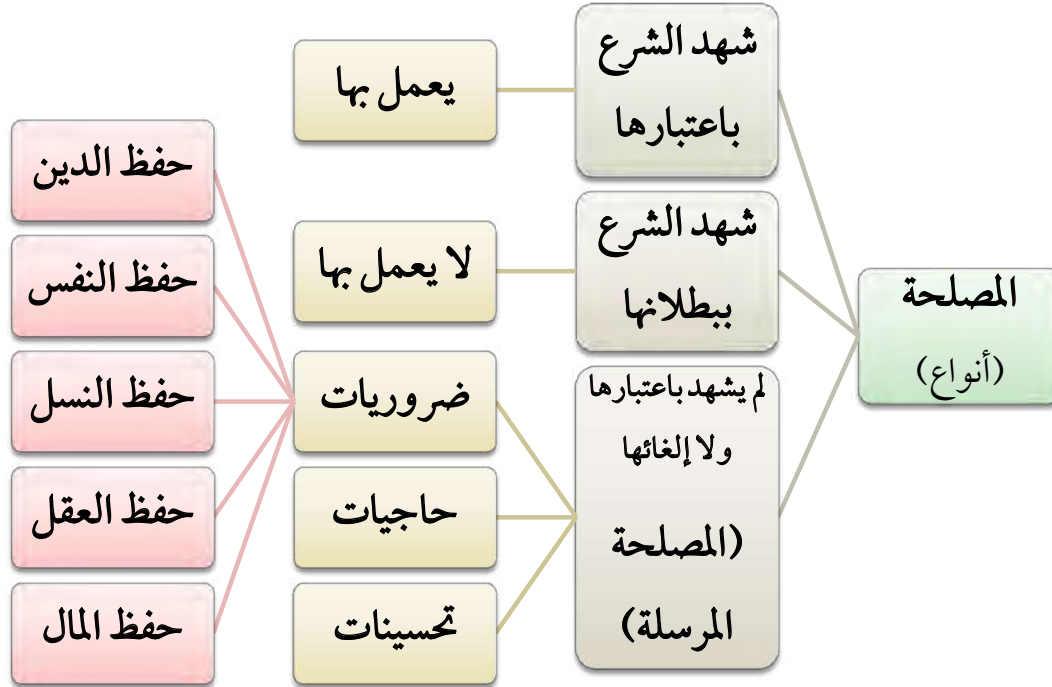 المصلحة
(أنواع)
شهد الشرع
باعتبارها
يعمل بها
شهد الشرع
ببطلانها
لا يعمل بها
لم يشهد باعتبارها
ولا إلغائها
(المصلحة
المرسلة)
ضروريات
حفظ الدين
حفظ النفس
حفظ النسل
حفظ العقل
حفظ المال
حاجيات
تحسينات